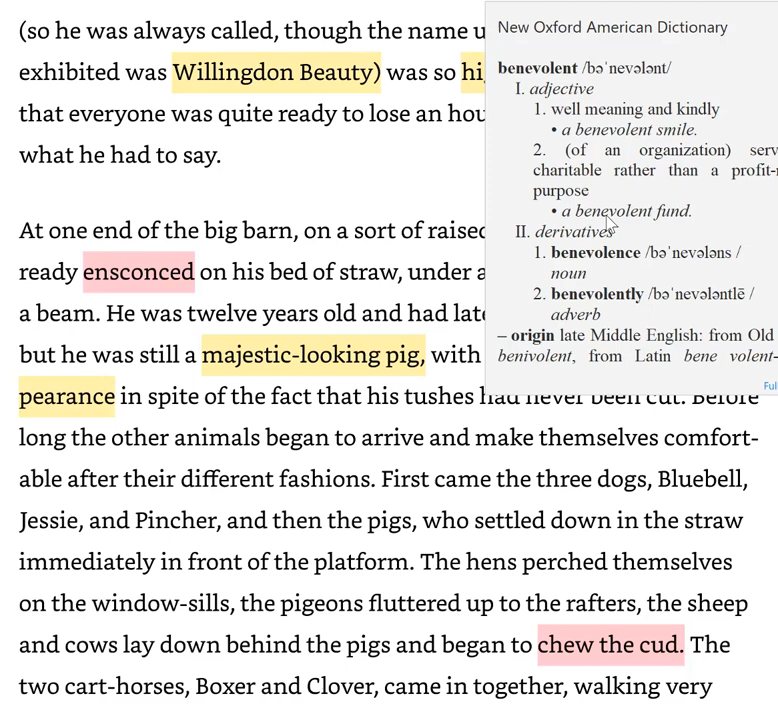 (so he was always called, though the name u
exhibited was Willingdon Beauty) was so hi
that everyone was quite ready to lose an hou
what he had to say.
At one end of the big barn, on a sort of raised
ready ensconced on his bed of straw, under a
a beam. He was twelve years old and had late
but he was still a majestic-looking pig, with
pearance in spite of the fact that his tushes had never been cut. Before
long the other animals began to arrive and make themselves comfort-
able after their different fashions. First came the three dogs, Bluebell,
Jessie, and Pincher, and then the pigs, who settled down in the straw
immediately in front of the platform. The hens perched themselves
on the window-sills, the pigeons fluttered up to the rafters, the sheep
and cows lay down behind the pigs and began to chew the cud. The
two cart-horses, Boxer and Clover, came in together, walking very
New Oxford American Dictionary
benevolent /bəˈnevələnt/
I. adjective
1. well meaning and kindly
• a benevolent smile.
2. (of an organization) serv
charitable rather than a profit-
purpose
• a benevolent fund.
II. derivatives
1. benevolence /bəˈnevələns /
noun
2. benevolently /bəˈnevələntlē /
adverb
– origin late Middle English: from Old
benivolent, from Latin bene volent-
Ful